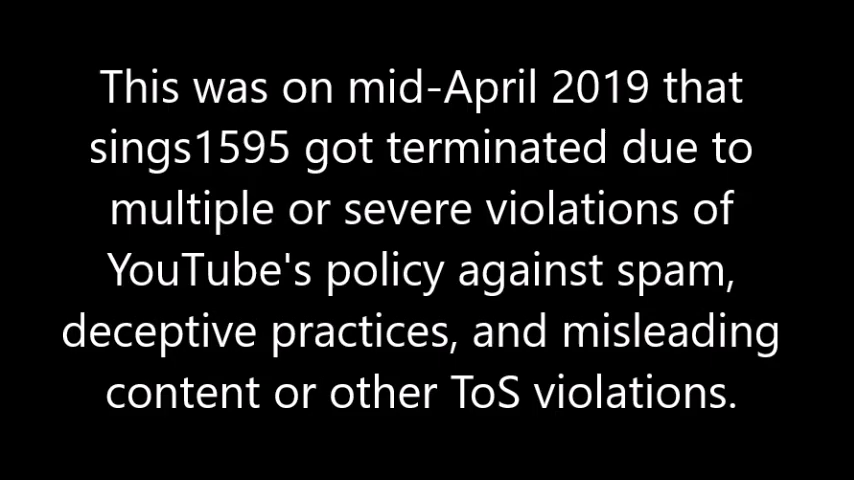 This was on mid-April 2019 that
sings1595 got terminated due to
multiple or severe violations of
YouTube's policy against spam,
deceptive practices, and misleading
content or other ToS violations.